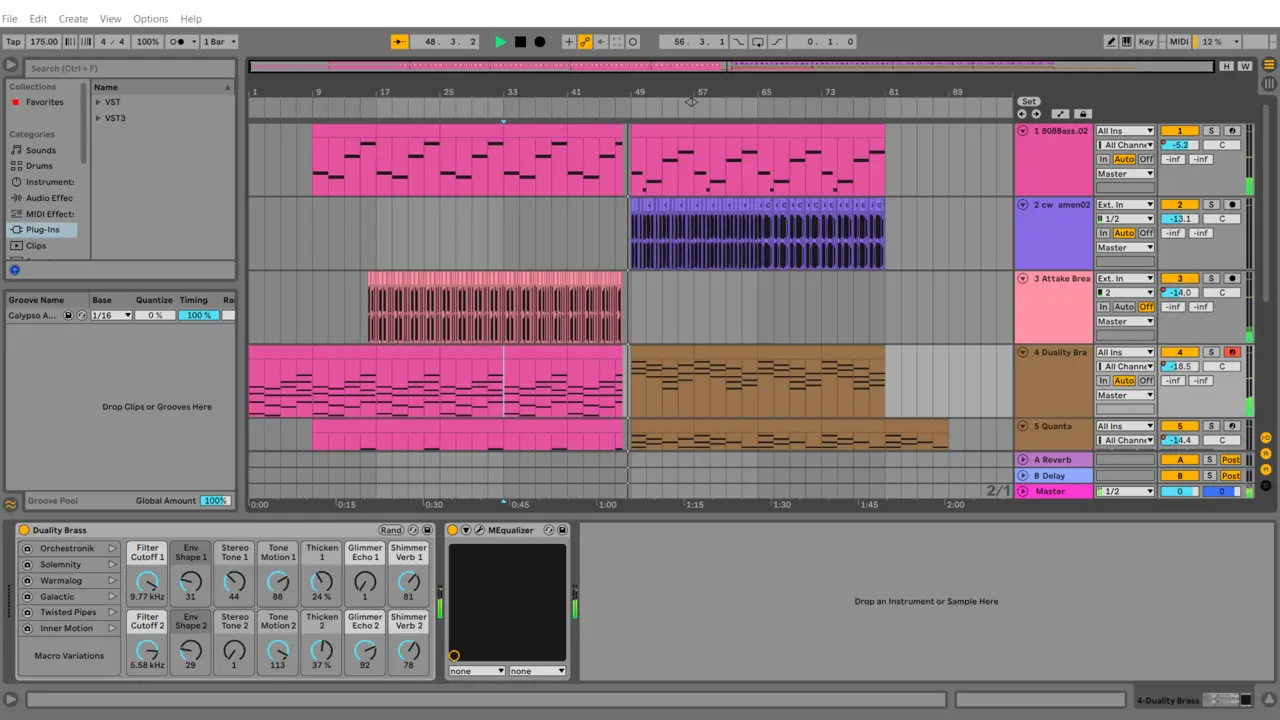 File Edit Create View Options Help
Tap 175.00 4 / 4 100% 1 Bar 48. 3. 2 56. 3. 1 0. 1. 0 Key MIDI 12 %
Search (Ctrl + F)
H W
Collections
Favorites
Categories
Sounds
Drums
Instrument
Audio Effec
MIDI Effect
Plug-Ins
Clips
Name
VST
VST3
Groove Name Base Quantize Timing
Calypso A... 1/16 0 % 100 %
Drop Clips or Grooves Here
Groove Pool Global Amount 100%
1 9 17 25 33 41 49 57 65 73 81 89
Set
1 808Bass.02 All Ins 1 S
All Channe -5.2 C
In Auto Off -inf -inf
Master
2 cw amen02 Ext. In 2 S
1/2 -13.1 C
In Auto Off -inf -inf
Master
3 Attake Brea Ext. In 3 S
2 -14.0 C
In Auto Off -inf -inf
Master
4 Duality Bra All Ins 4 S
All Channe -18.5 C
In Auto Off -inf -inf
Master
5 Quanta All Ins 5 S
All Channe -14.4 C
A Reverb A S Post
B Delay B S Post
2/1 Master 1/2 0 0
0:00 0:15 0:30 0:45 1:00 1:15 1:30 1:45 2:00
Duality Brass Rand
Orchestronik
Solemnity
Warmalog
Galactic
Twisted Pipes
Inner Motion
Macro Variations
Filter Cutoff 1 Env Shape 1 Stereo Tone 1 Tone Motion 1 Thicken 1 Glimmer Echo 1 Shimmer Verb 1
9.77 kHz 31 44 88 24 % 1 81
Filter Cutoff 2 Env Shape 2 Stereo Tone 2 Tone Motion 2 Thicken 2 Glimmer Echo 2 Shimmer Verb 2
5.58 kHz 29 1 113 37 % 92 78
MEqualizer
none none
Drop an Instrument or Sample Here
4-Duality Brass